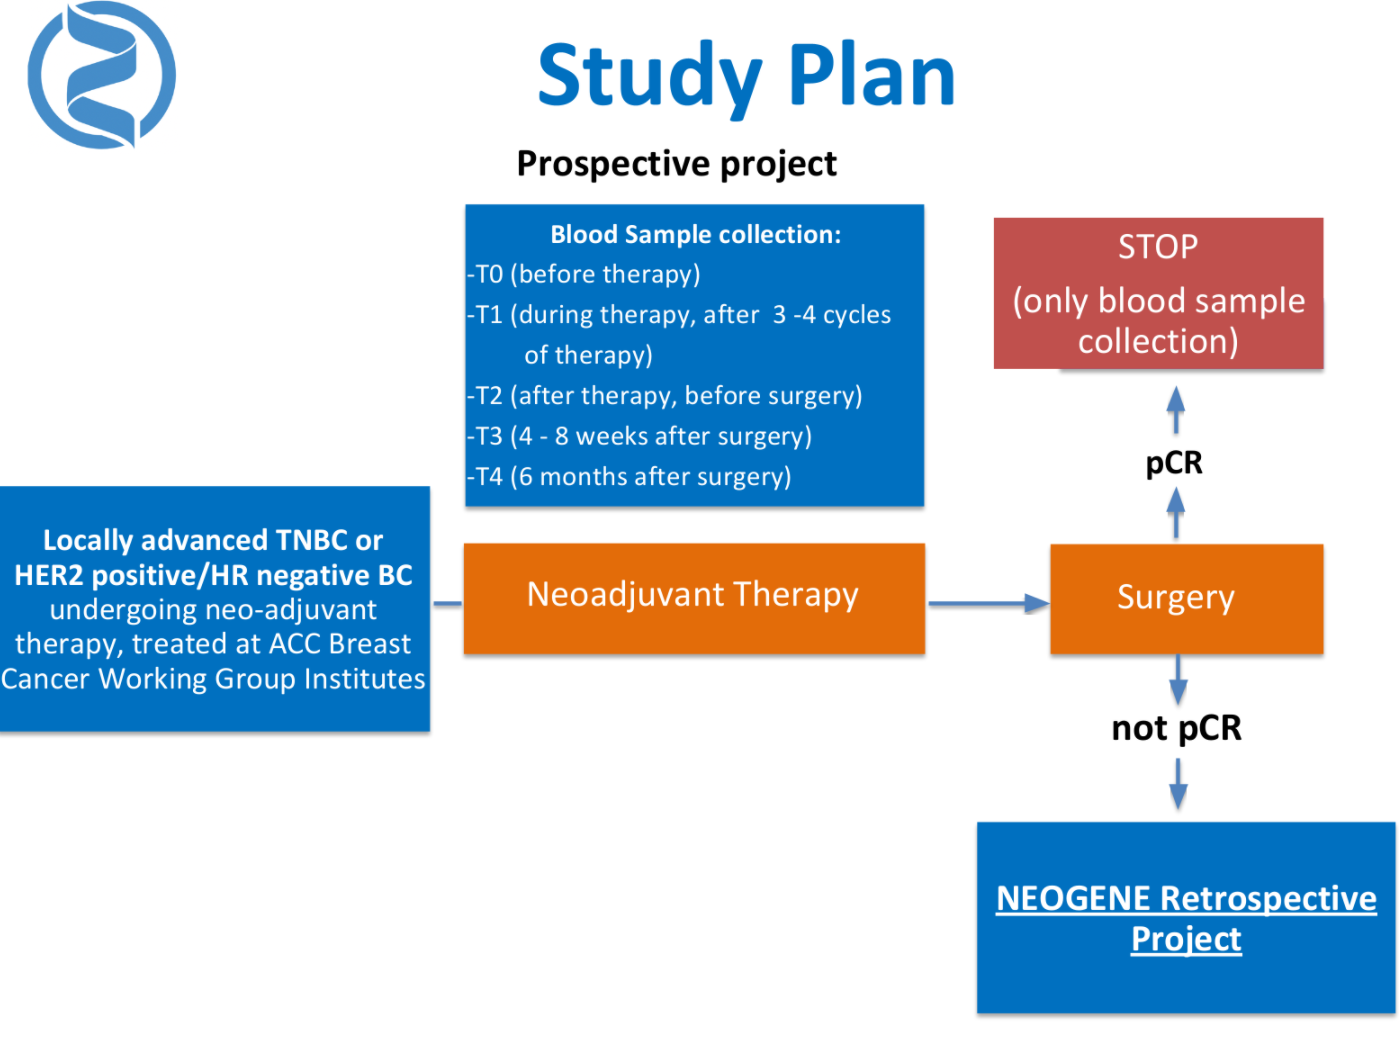 Study Plan
Prospective project
Blood Sample collection:
-T0 (before therapy)
-T1 (during therapy, after  3 -4 cycles
of therapy)
-T2 (after therapy, before surgery)
-T3 (4 - 8 weeks after surgery)
-T4 (6 months after surgery)
STOP
(only blood sample
collection)
pCR
Locally advanced TNBC or
HER2 positive/HR negative BC
undergoing neo-adjuvant
therapy, treated at ACC Breast
Cancer Working Group Institutes
Neoadjuvant Therapy
Surgery
not pCR
NEOGENE Retrospective
Project